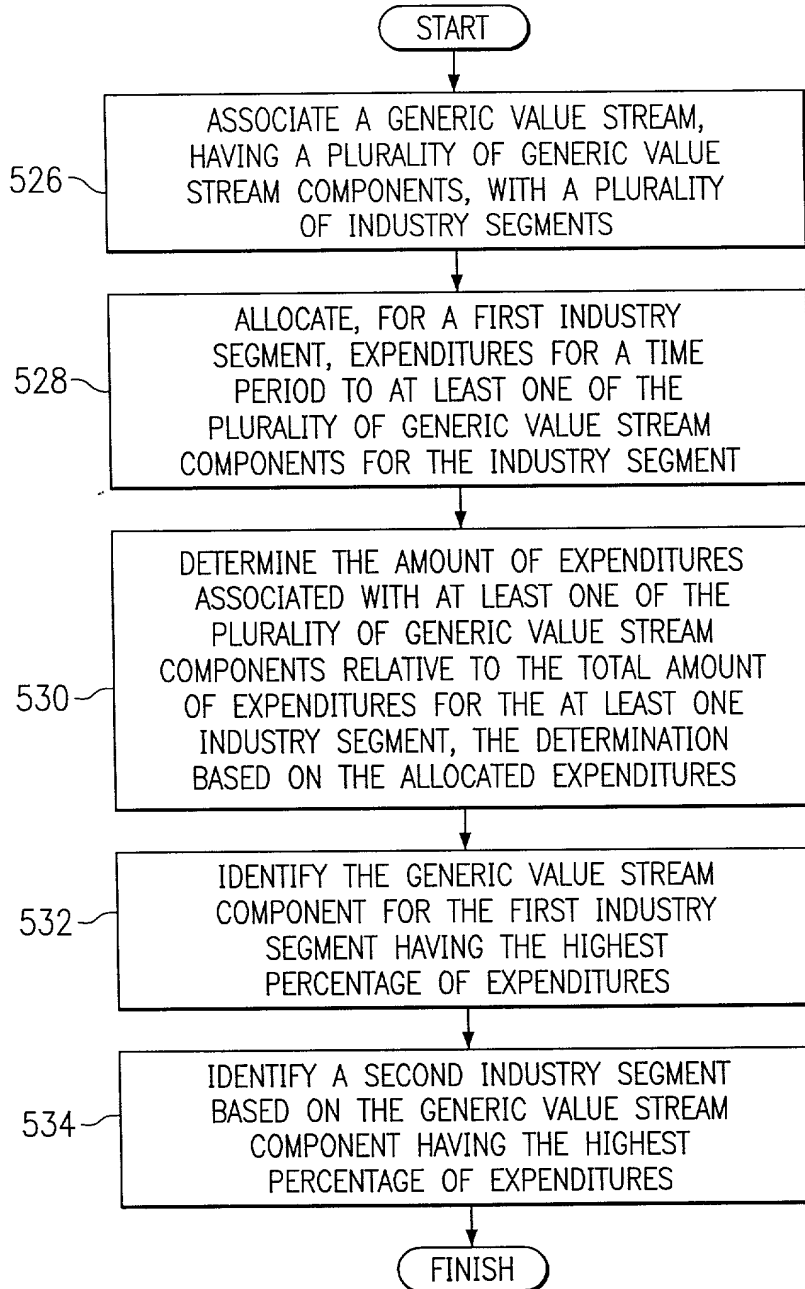 START
526
ASSOCIATE A GENERIC VALUE STREAM,
HAVING A PLURALITY OF GENERIC VALUE
STREAM COMPONENTS, WITH A PLURALITY
OF INDUSTRY SEGMENTS
528
ALLOCATE, FOR A FIRST INDUSTRY
SEGMENT, EXPENDITURES FOR A TIME
PERIOD TO AT LEAST ONE OF THE
PLURALITY OF GENERIC VALUE STREAM
COMPONENTS FOR THE INDUSTRY SEGMENT
530
DETERMINE THE AMOUNT OF EXPENDITURES
ASSOCIATED WITH AT LEAST ONE OF THE
PLURALITY OF GENERIC VALUE STREAM
COMPONENTS RELATIVE TO THE TOTAL AMOUNT
OF EXPENDITURES FOR THE AT LEAST ONE
INDUSTRY SEGMENT, THE DETERMINATION
BASED ON THE ALLOCATED EXPENDITURES
532
IDENTIFY THE GENERIC VALUE STREAM
COMPONENT FOR THE FIRST INDUSTRY
SEGMENT HAVING THE HIGHEST
PERCENTAGE OF EXPENDITURES
534
IDENTIFY A SECOND INDUSTRY SEGMENT
BASED ON THE GENERIC VALUE STREAM
COMPONENT HAVING THE HIGHEST
PERCENTAGE OF EXPENDITURES
FINISH